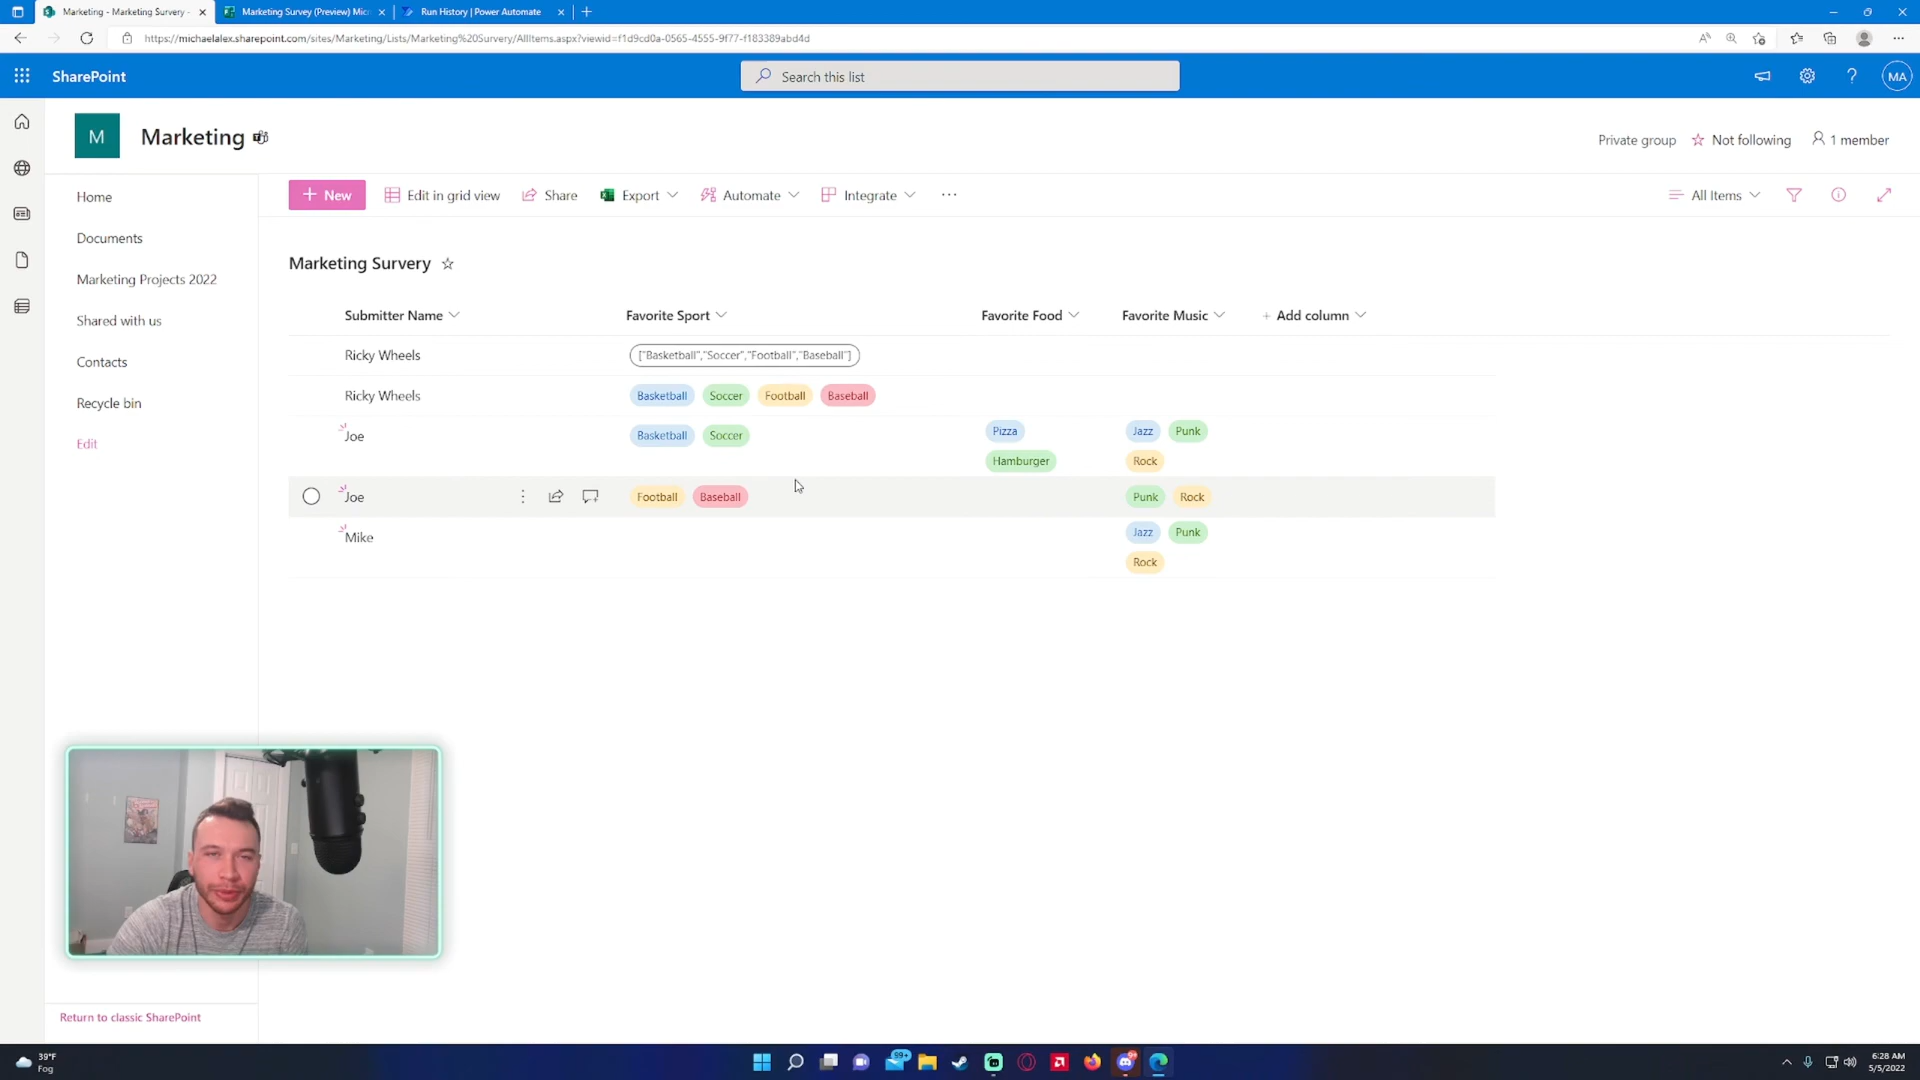 Marketing - Marketing Survey -
Marketing Survey (Preview) Mic
Run History | Power Automate
https://michaelalex.sharepoint.com/sites/Marketing/Lists/Marketing%20Survery/AllItems.aspx?viewid=f1d9cd0a-0565-4555-9f77-f183389abd4d
SharePoint
Search this list
MA
M
Marketing
Private group
Not following
1 member
Home
Documents
Marketing Projects 2022
Shared with us
Contacts
Recycle bin
Edit
+ New
Edit in grid view
Share
Export
Automate
Integrate
...
All Items
Marketing Survery
Submitter Name
Favorite Sport
Favorite Food
Favorite Music
+ Add column
Ricky Wheels
["Basketball","Soccer","Football","Baseball"]
Ricky Wheels
Basketball
Soccer
Football
Baseball
Joe
Basketball
Soccer
Pizza
Hamburger
Jazz
Punk
Rock
Joe
Football
Baseball
Punk
Rock
Mike
Jazz
Punk
Rock
Return to classic SharePoint
39°F
Fog
99+
6:28 AM
5/5/2022